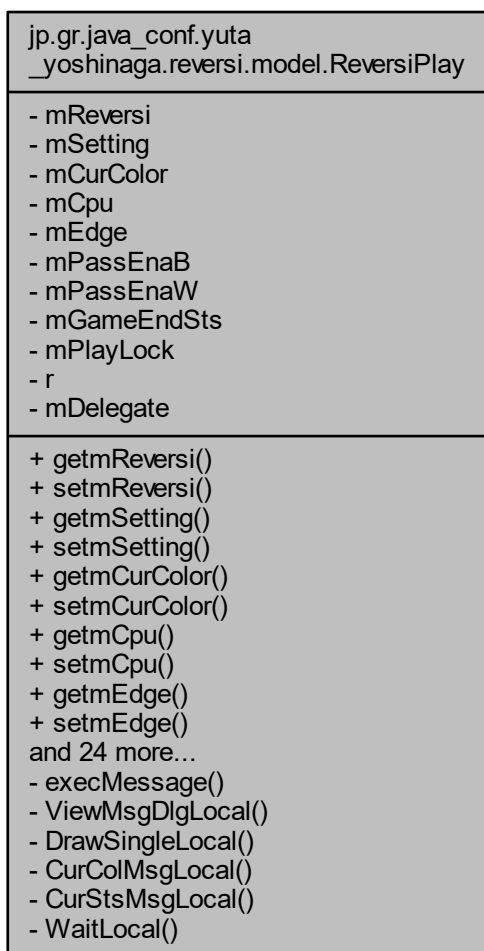 jp.gr.java_conf.yuta
_yoshinaga.reversi.model.ReversiPlay
- mReversi
- mSetting
- mCurColor
- mCpu
- mEdge
- mPassEnaB
- mPassEnaW
- mGameEndSts
- mPlayLock
- r
- mDelegate
+ getmReversi()
+ setmReversi()
+ getmSetting()
+ setmSetting()
+ getmCurColor()
+ setmCurColor()
+ getmCpu()
+ setmCpu()
+ getmEdge()
+ setmEdge()
and 24 more...
- execMessage()
- ViewMsgDlgLocal()
- DrawSingleLocal()
- CurColMsgLocal()
- CurStsMsgLocal()
- WaitLocal()